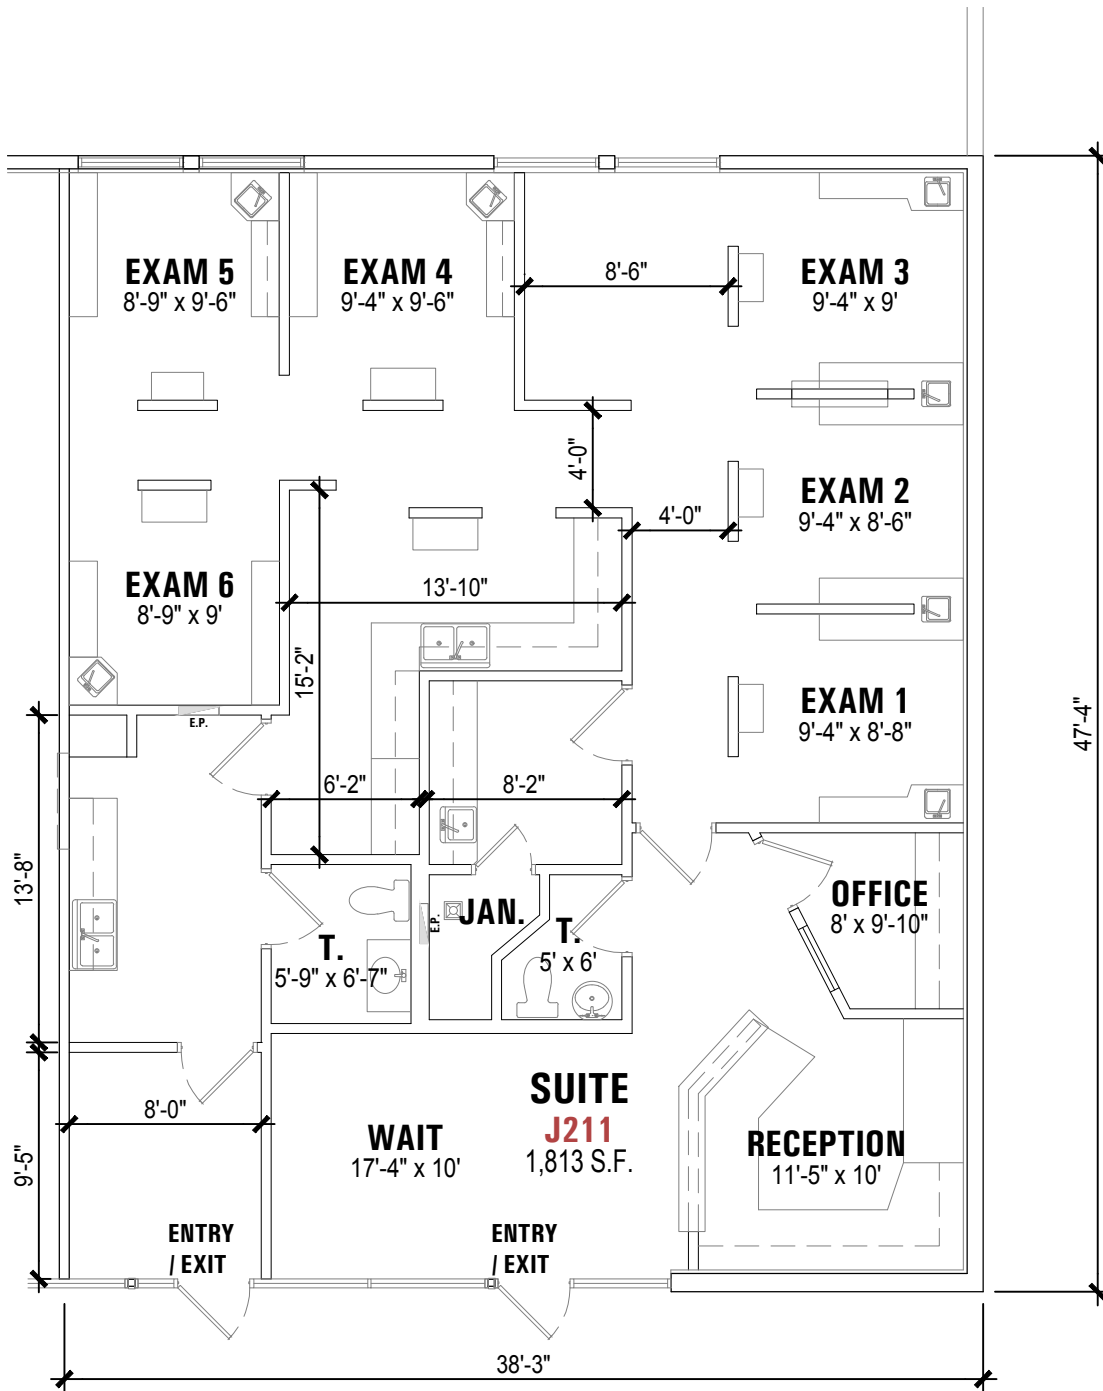 EXAM 5
8'-9" x 9'-6"
EXAM 4
9'-4" x 9'-6"
8'-6"
EXAM 3
9'-4" x 9'
4'-0"
4'-0"
EXAM 2
9'-4" x 8'-6"
EXAM 6
8'-9" x 9'
13'-10"
15'-2"
E.P.
EXAM 1
9'-4" x 8'-8"
47'-4"
6'-2"
8'-2"
13'-8"
OFFICE
8' x 9'-10"
JAN.
E.P.
T.
5'-9" x 6'-7"
T.
5' x 6'
SUITE
J211
1,813 S.F.
8'-0"
9'-5"
WAIT
17'-4" x 10'
RECEPTION
11'-5" x 10'
ENTRY
/ EXIT
ENTRY
/ EXIT
38'-3"